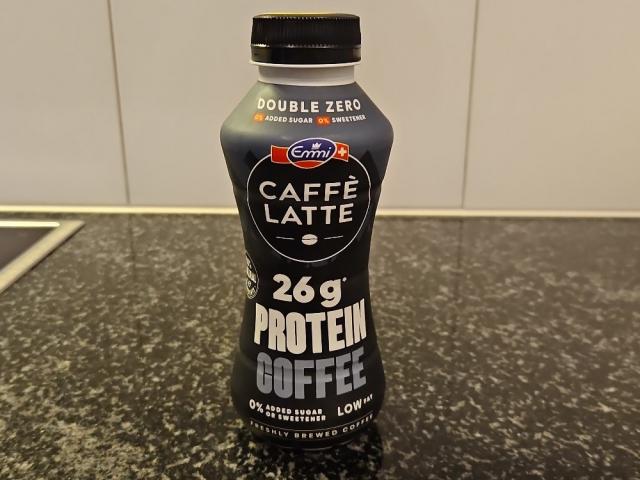 DOUBLE ZERO
0% ADDED SUGAR 0% SWEETENER
Emmi
CAFFÈ
LATTE
26g*
PROTEIN
COFFEE
0% ADDED SUGAR
OR SWEETENER
LOW FAT
FRESHLY BREWED COFFEE